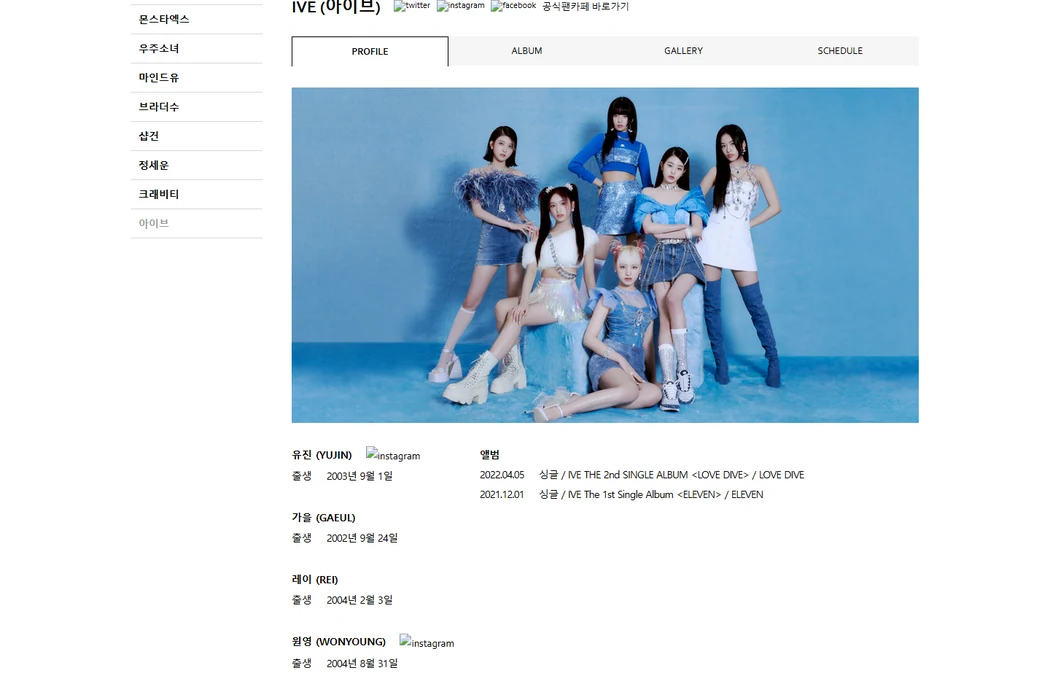 몬스타엑스
우주소녀
마인드유
브라더수
샵건
정세운
크래비티
아이브
IVE (아이브) twitter instagram facebook 공식팬카페 바로가기
PROFILE ALBUM GALLERY SCHEDULE
유진 (YUJIN) instagram
출생 2003년 9월 1일
가을 (GAEUL)
출생 2002년 9월 24일
레이 (REI)
출생 2004년 2월 3일
원영 (WONYOUNG) instagram
출생 2004년 8월 31일
앨범
2022.04.05 싱글 / IVE THE 2nd SINGLE ALBUM <LOVE DIVE> / LOVE DIVE
2021.12.01 싱글 / IVE The 1st Single Album <ELEVEN> / ELEVEN